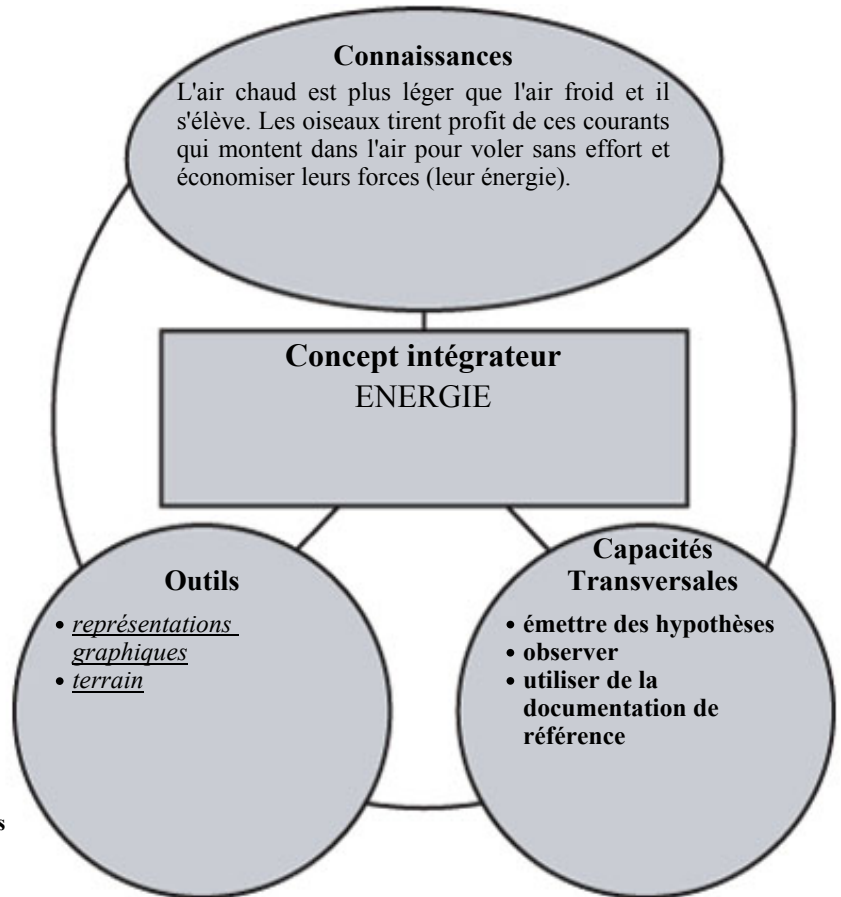 Connaissances
L'air chaud est plus léger que l'air froid et il
s'élève. Les oiseaux tirent profit de ces courants
qui montent dans l'air pour voler sans effort et
économiser leurs forces (leur énergie).
Concept intégrateur
ENERGIE
Outils
• représentations
graphiques
• terrain
Capacités
Transversales
• émettre des hypothèses
• observer
• utiliser de la
documentation de
référence
s